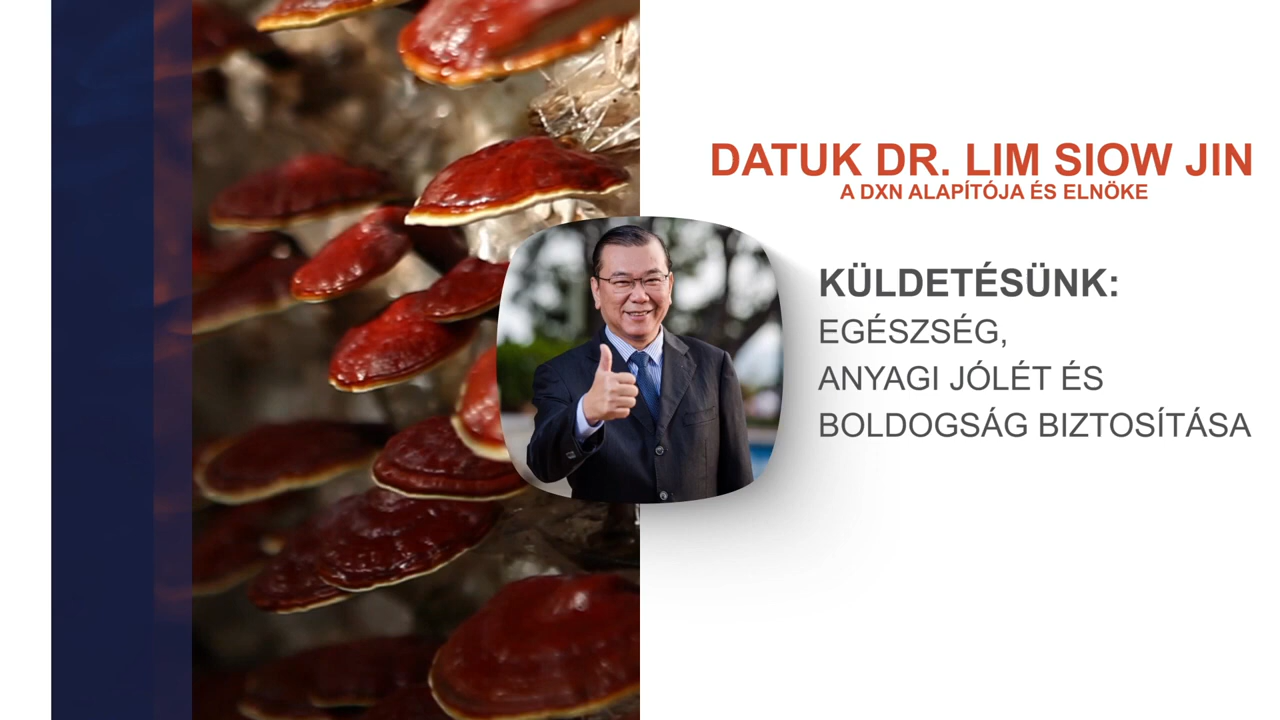 DATUK DR. LIM SIOW JIN
A DXN ALAPÍTÓJA ÉS ELNÖKE
KÜLDETÉSÜNK:
EGÉSZSÉG,
ANYAGI JÓLÉT ÉS
BOLDOGSÁG BIZTOSÍTÁSA